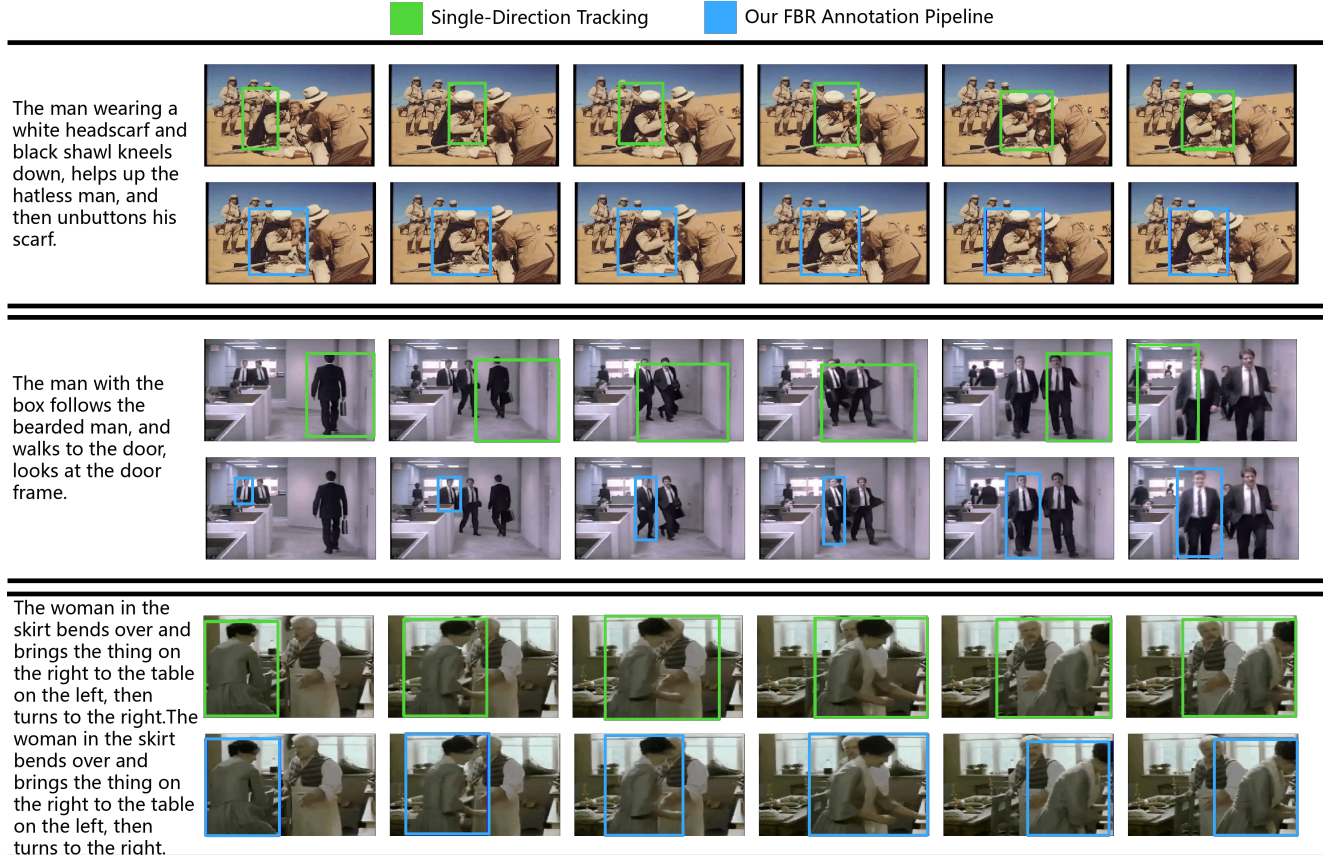 Single-Direction Tracking
Our FBR Annotation Pipeline
The man wearing a
white headscarf and
black shawl kneels
down, helps up the
hatless man, and
then unbuttons his
scarf.
The man with the
box follows the
bearded man, and
walks to the door,
looks at the door
frame.
The woman in the
skirt bends over and
brings the thing on
the right to the table
on the left, then
turns to the right.The
woman in the skirt
bends over and
brings the thing on
the right to the table
on the left, then
turns to the right.